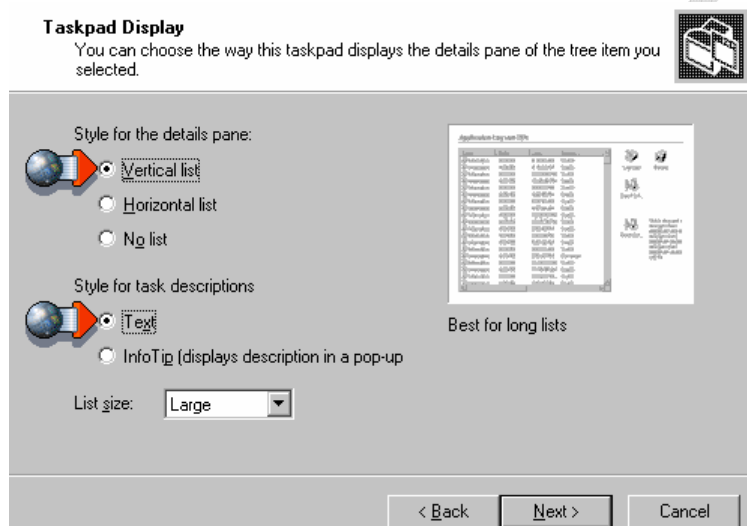 Taskpad Display
You can choose the way this taskpad displays the details pane of the tree item you
selected.
Style for the details pane:
Vertical list
Horizontal list
No list
Style for task descriptions
Text
InfoTip (displays description in a pop-up
List size: Large
Best for long lists
< Back Next > Cancel